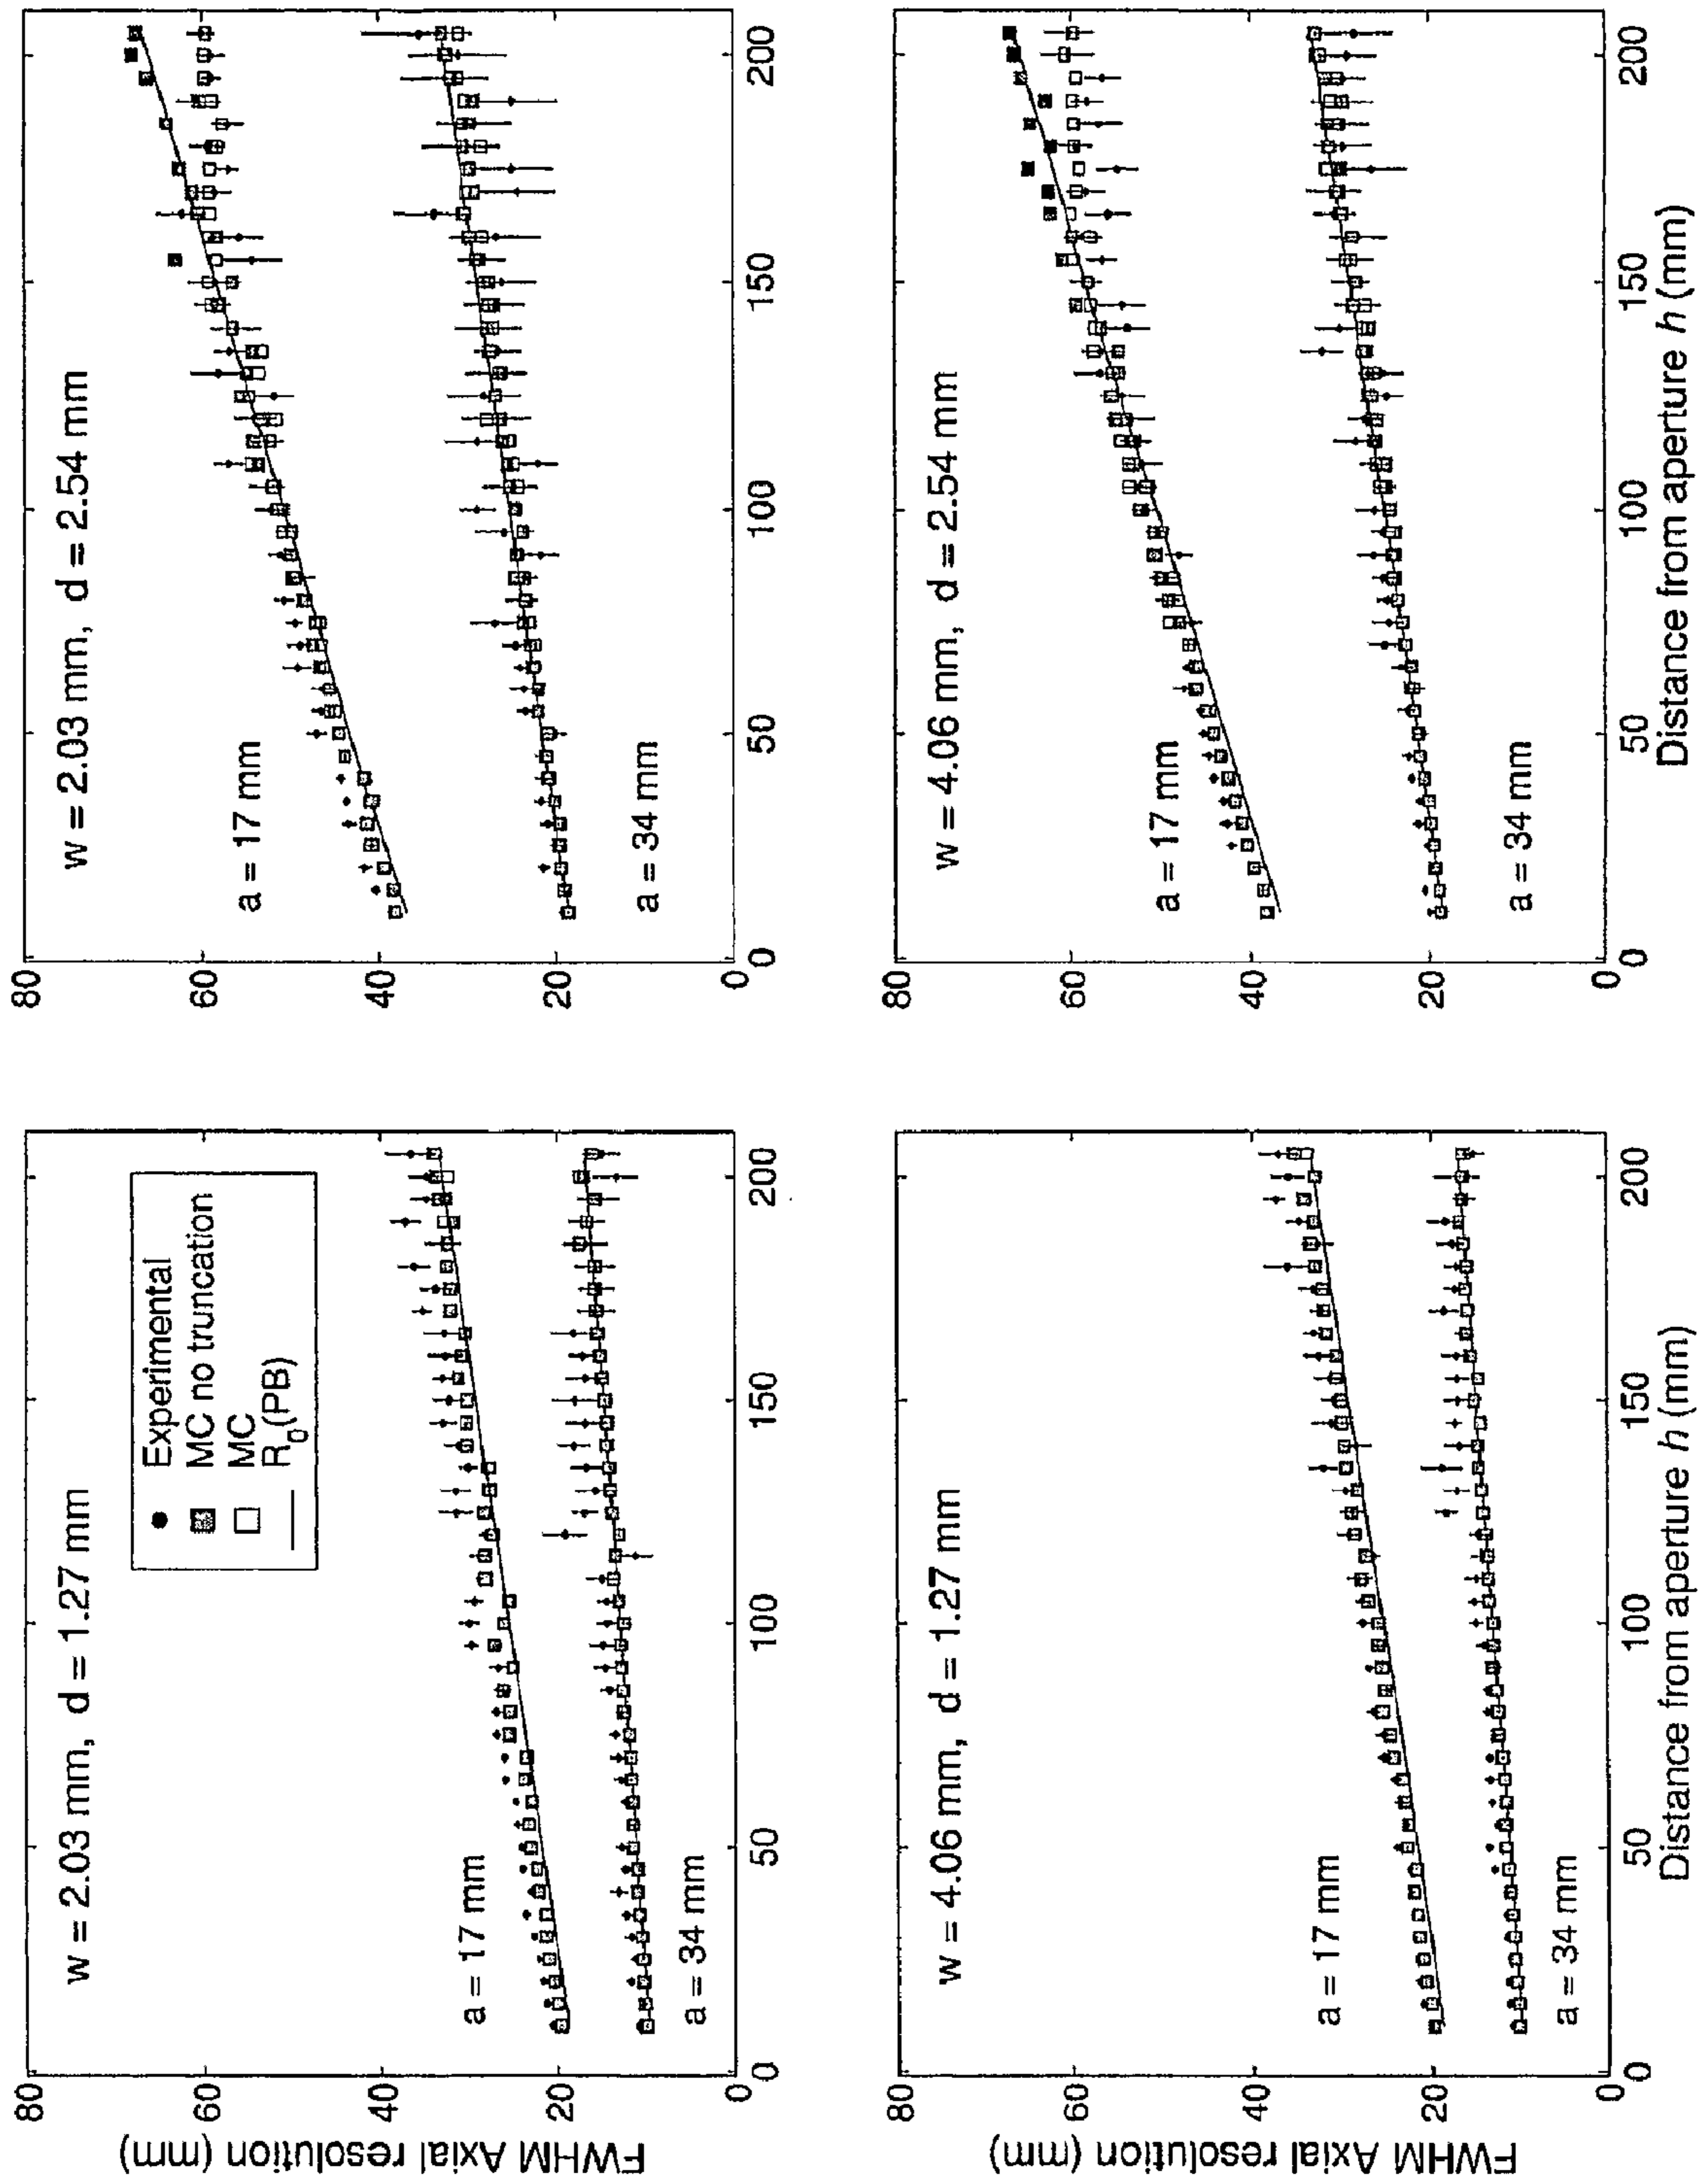 w = 2.03 mm, d = 1.27 mm
Experimental
MC no truncation
MC
R0(PB)
a = 17 mm
a = 34 mm
80
60
40
20
0
0
50
100
150
200
FWHM Axial resolution (mm)
w = 2.03 mm, d = 2.54 mm
a = 17 mm
a = 34 mm
80
60
40
20
0
0
50
100
150
200
w = 4.06 mm, d = 1.27 mm
a = 17 mm
a = 34 mm
80
60
40
20
0
0
50
100
150
200
FWHM Axial resolution (mm)
Distance from aperture h (mm)
w = 4.06 mm, d = 2.54 mm
a = 17 mm
a = 34 mm
80
60
40
20
0
0
50
100
150
200
Distance from aperture h (mm)